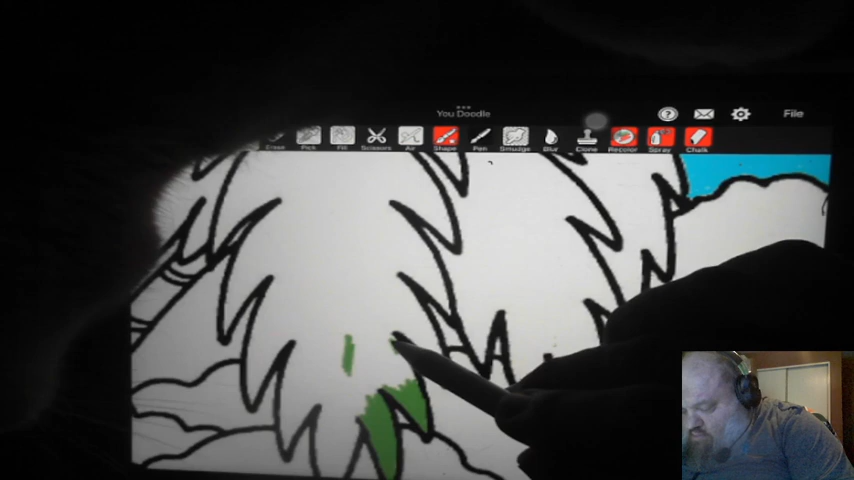 You Doodle
File
Erase Pick Fill Scissors Air Shape Pen Smudge Blur Clone Recolor Spray Chalk